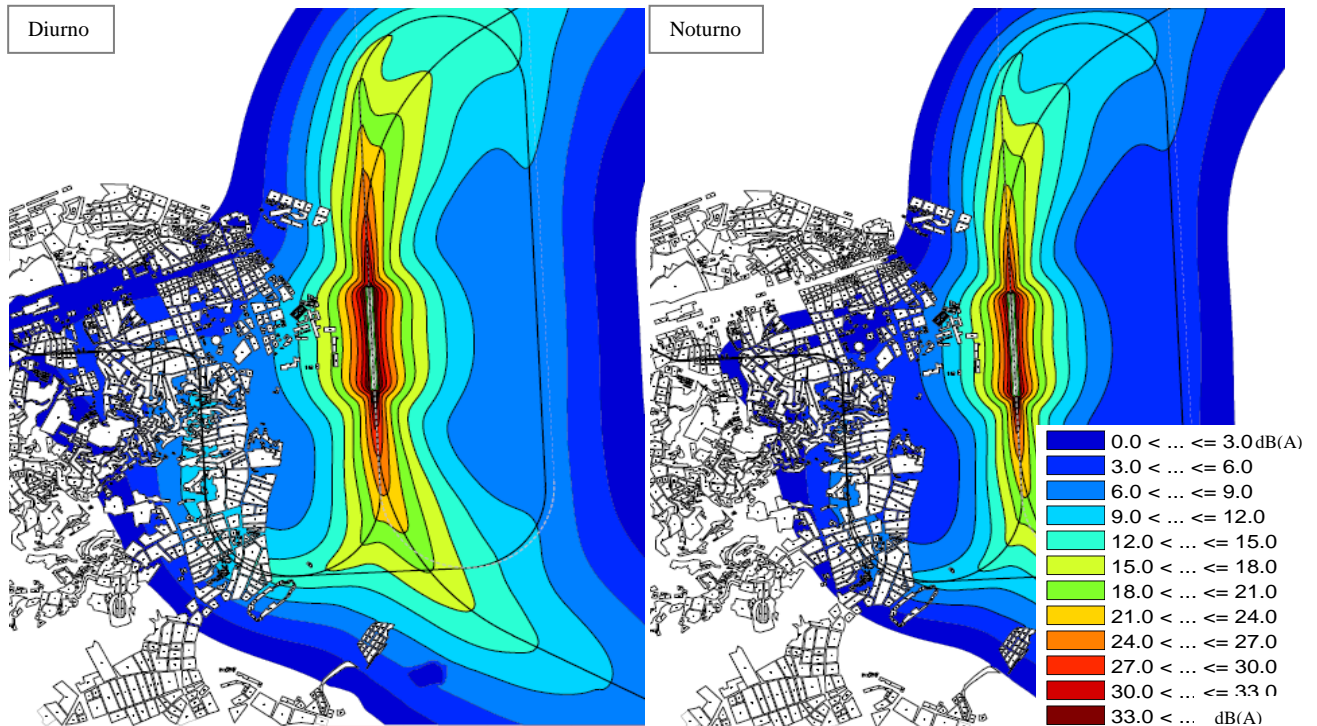 Diurno
Noturno
0.0 < ... <= 3.0 dB(A)
3.0 < ... <= 6.0
6.0 < ... <= 9.0
9.0 < ... <= 12.0
12.0 < ... <= 15.0
15.0 < ... <= 18.0
18.0 < ... <= 21.0
21.0 < ... <= 24.0
24.0 < ... <= 27.0
27.0 < ... <= 30.0
30.0 < ... <= 33.0
33.0 < ... dB(A)